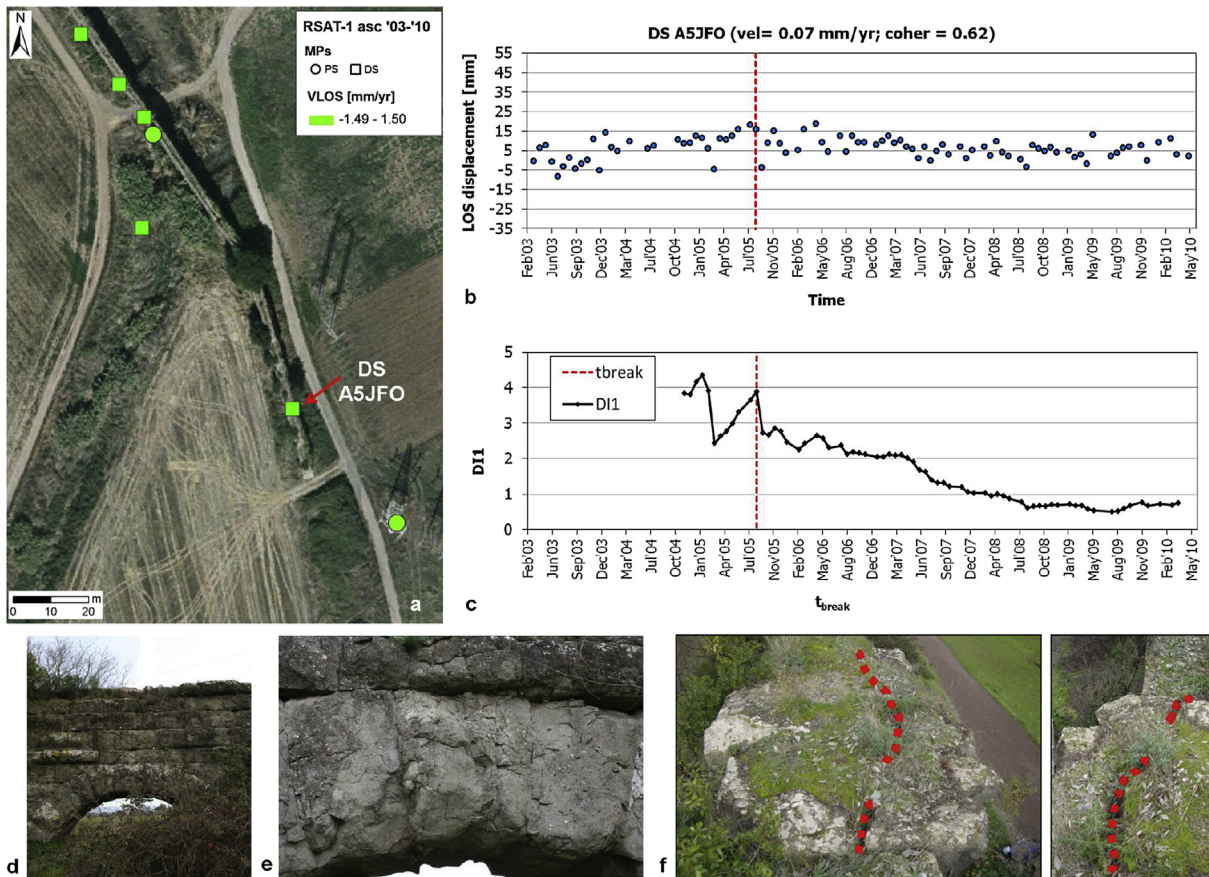 N
RSAT-1 asc '03-'10
MPs
PS DS
VLOS [mm/yr]
-1.49 - 1.50
DS
A5JFO
m
0 10 20
a
DS A5JFO (vel= 0.07 mm/yr; coher = 0.62)
LOS displacement [mm]
55
45
35
25
15
5
-5
-15
-25
-35
Feb'03 Jun'03 Sep'03 Dec'03 Mar'04 Jul'04 Oct'04 Jan'05 Apr'05 Jul'05 Nov'05 Feb'06 May'06 Aug'06 Dec'06 Mar'07 Jun'07 Sep'07 Dec'07 Apr'08 Jul'08 Oct'08 Jan'09 May'09 Aug'09 Nov'09 Feb'10 May'10
b
Time
DI1
5
4
3
2
1
0
tbreak
DI1
Feb'03 Jun'03 Sep'03 Dec'03 Mar'04 Jul'04 Oct'04 Jan'05 Apr'05 Jul'05 Nov'05 Feb'06 May'06 Aug'06 Dec'06 Mar'07 Jun'07 Sep'07 Dec'07 Apr'08 Jul'08 Oct'08 Jan'09 May'09 Aug'09 Nov'09 Feb'10 May'10
c
tbreak
d
e
f